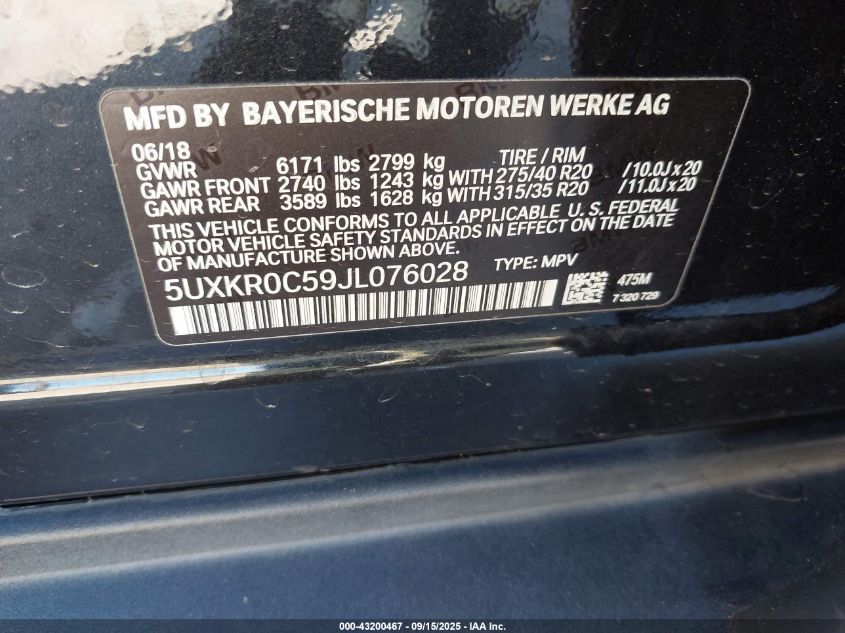 MFD BY BAYERISCHE MOTOREN WERKE AG
06/18 TIRE / RIM
GVWR 6171 lbs 2799 kg
GAWR FRONT 2740 lbs 1243 kg WITH 275/40 R20 /10.0J x 20
GAWR REAR 3589 lbs 1628 kg WITH 315/35 R20 /11.0J x 20
THIS VEHICLE CONFORMS TO ALL APPLICABLE U. S. FEDERAL
MOTOR VEHICLE SAFETY STANDARDS IN EFFECT ON THE DATE
OF MANUFACTURE SHOWN ABOVE.
5UXKR0C59JL076028 TYPE: MPV 475M
7 320 729
000-43200467 - 09/15/2025 - IAA Inc.